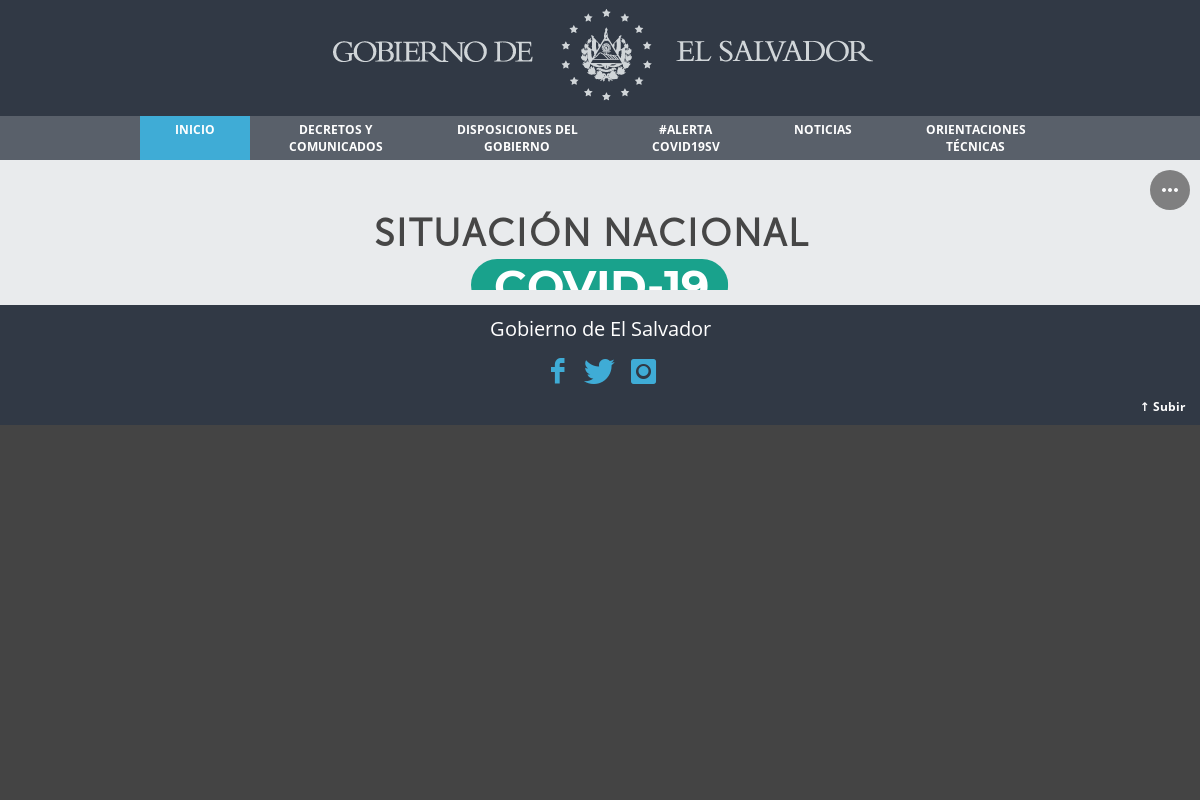 GOBIERNO DE EL SALVADOR
INICIO
DECRETOS Y
COMUNICADOS
DISPOSICIONES DEL
GOBIERNO
#ALERTA
COVID19SV
NOTICIAS
ORIENTACIONES
TÉCNICAS
SITUACIÓN NACIONAL
COVID-19
Gobierno de El Salvador
↑ Subir